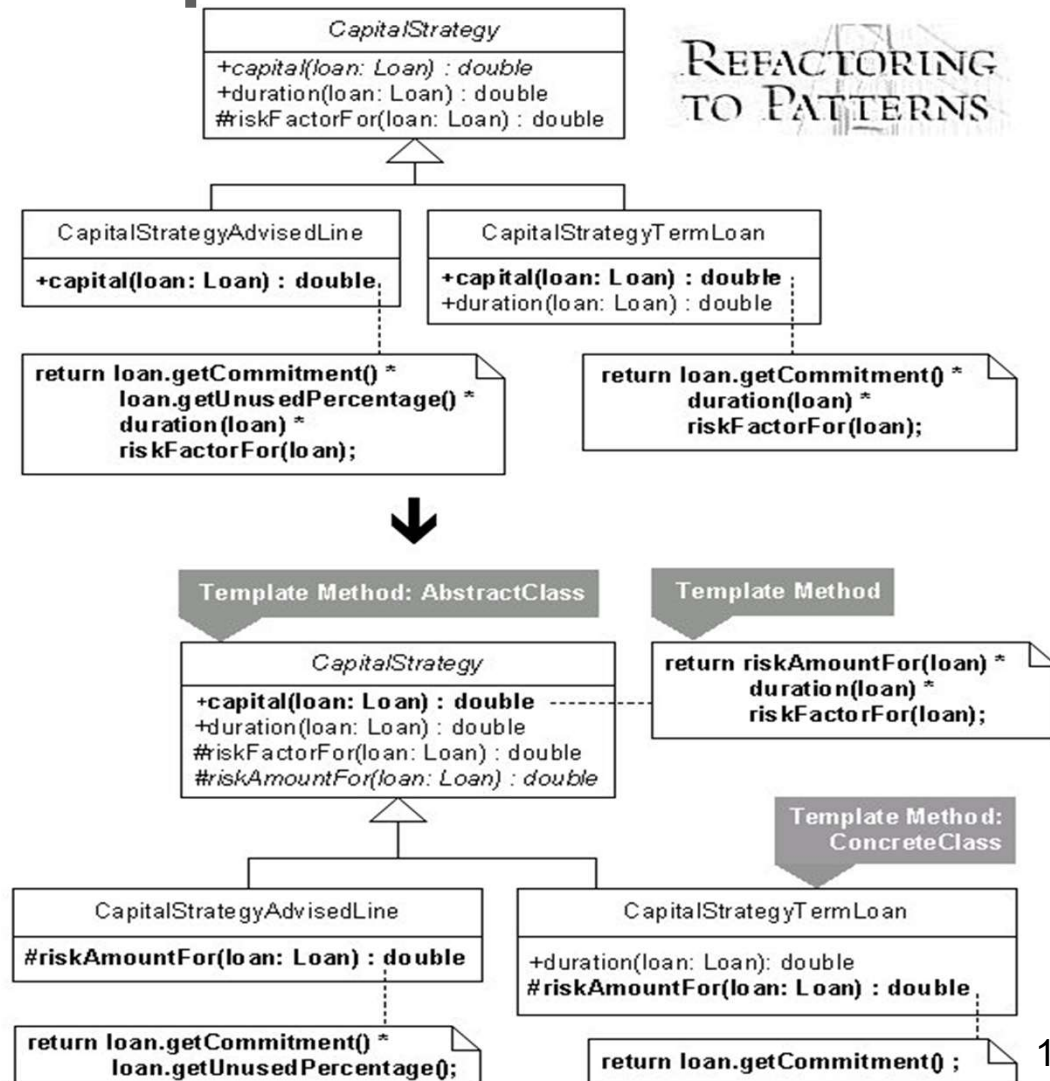 CapitalStrategy
+capital(loan: Loan) : double
+duration(loan: Loan) : double
#riskFactorFor(loan: Loan) : double
REFACTORING
TO PATTERNS
CapitalStrategyAdvisedLine
+capital(loan: Loan) : double
CapitalStrategyTermLoan
+capital(loan: Loan) : double
+duration(loan: Loan) : double
return loan.getCommitment() *
loan.getUnusedPercentage() *
duration(loan) *
riskFactorFor(loan);
return loan.getCommitment() *
duration(loan) *
riskFactorFor(loan);
Template Method: AbstractClass
Template Method
CapitalStrategy
+capital(loan: Loan) : double
+duration(loan: Loan) : double
#riskFactorFor(loan: Loan) : double
#riskAmountFor(loan: Loan) : double
return riskAmountFor(loan) *
duration(loan) *
riskFactorFor(loan);
Template Method:
ConcreteClass
CapitalStrategyAdvisedLine
#riskAmountFor(loan: Loan) : double
CapitalStrategyTermLoan
+duration(loan: Loan): double
#riskAmountFor(loan: Loan) : double
return loan.getCommitment() *
loan.getUnusedPercentage();
return loan.getCommitment() ;
1